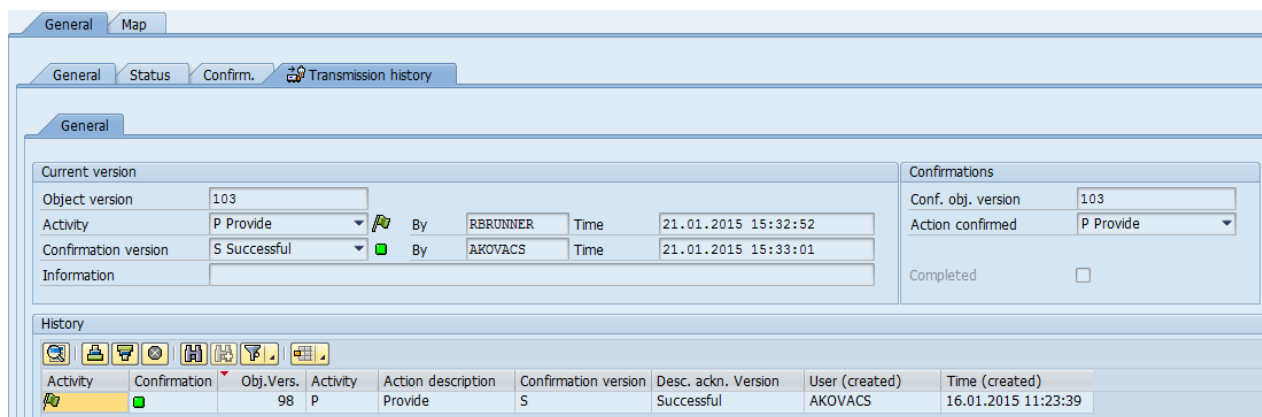 General Map
General Status Confirm. Transmission history
General
Current version Confirmations
Object version 103 Conf. obj. version 103
Activity P Provide By RBRUNNER Time 21.01.2015 15:32:52 Action confirmed P Provide
Confirmation version S Successful By AKOVACS Time 21.01.2015 15:33:01
Information Completed
History
Activity Confirmation Obj.Vers. Activity Action description Confirmation version Desc. ackn. Version User (created) Time (created)
98 P Provide S Successful AKOVACS 16.01.2015 11:23:39